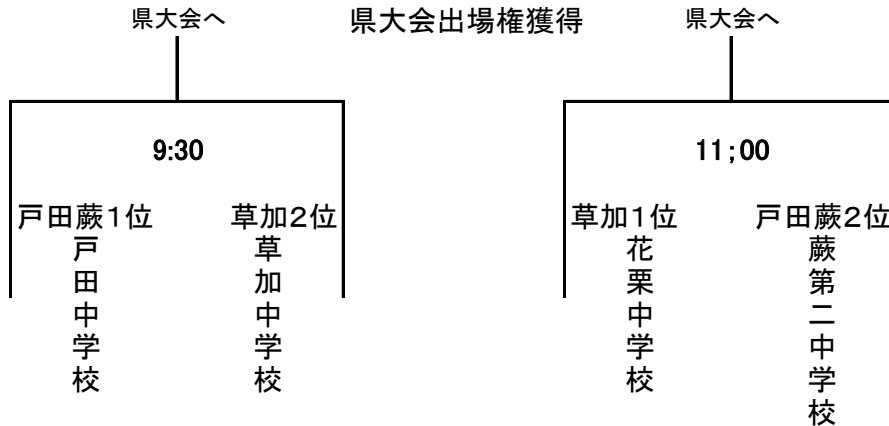 県大会へ
県大会出場権獲得
県大会へ
9:30
11;00
戸田蕨1位
草加2位
草加1位
戸田蕨2位
戸田中学校
草加中学校
花栗中学校
蕨第二中学校